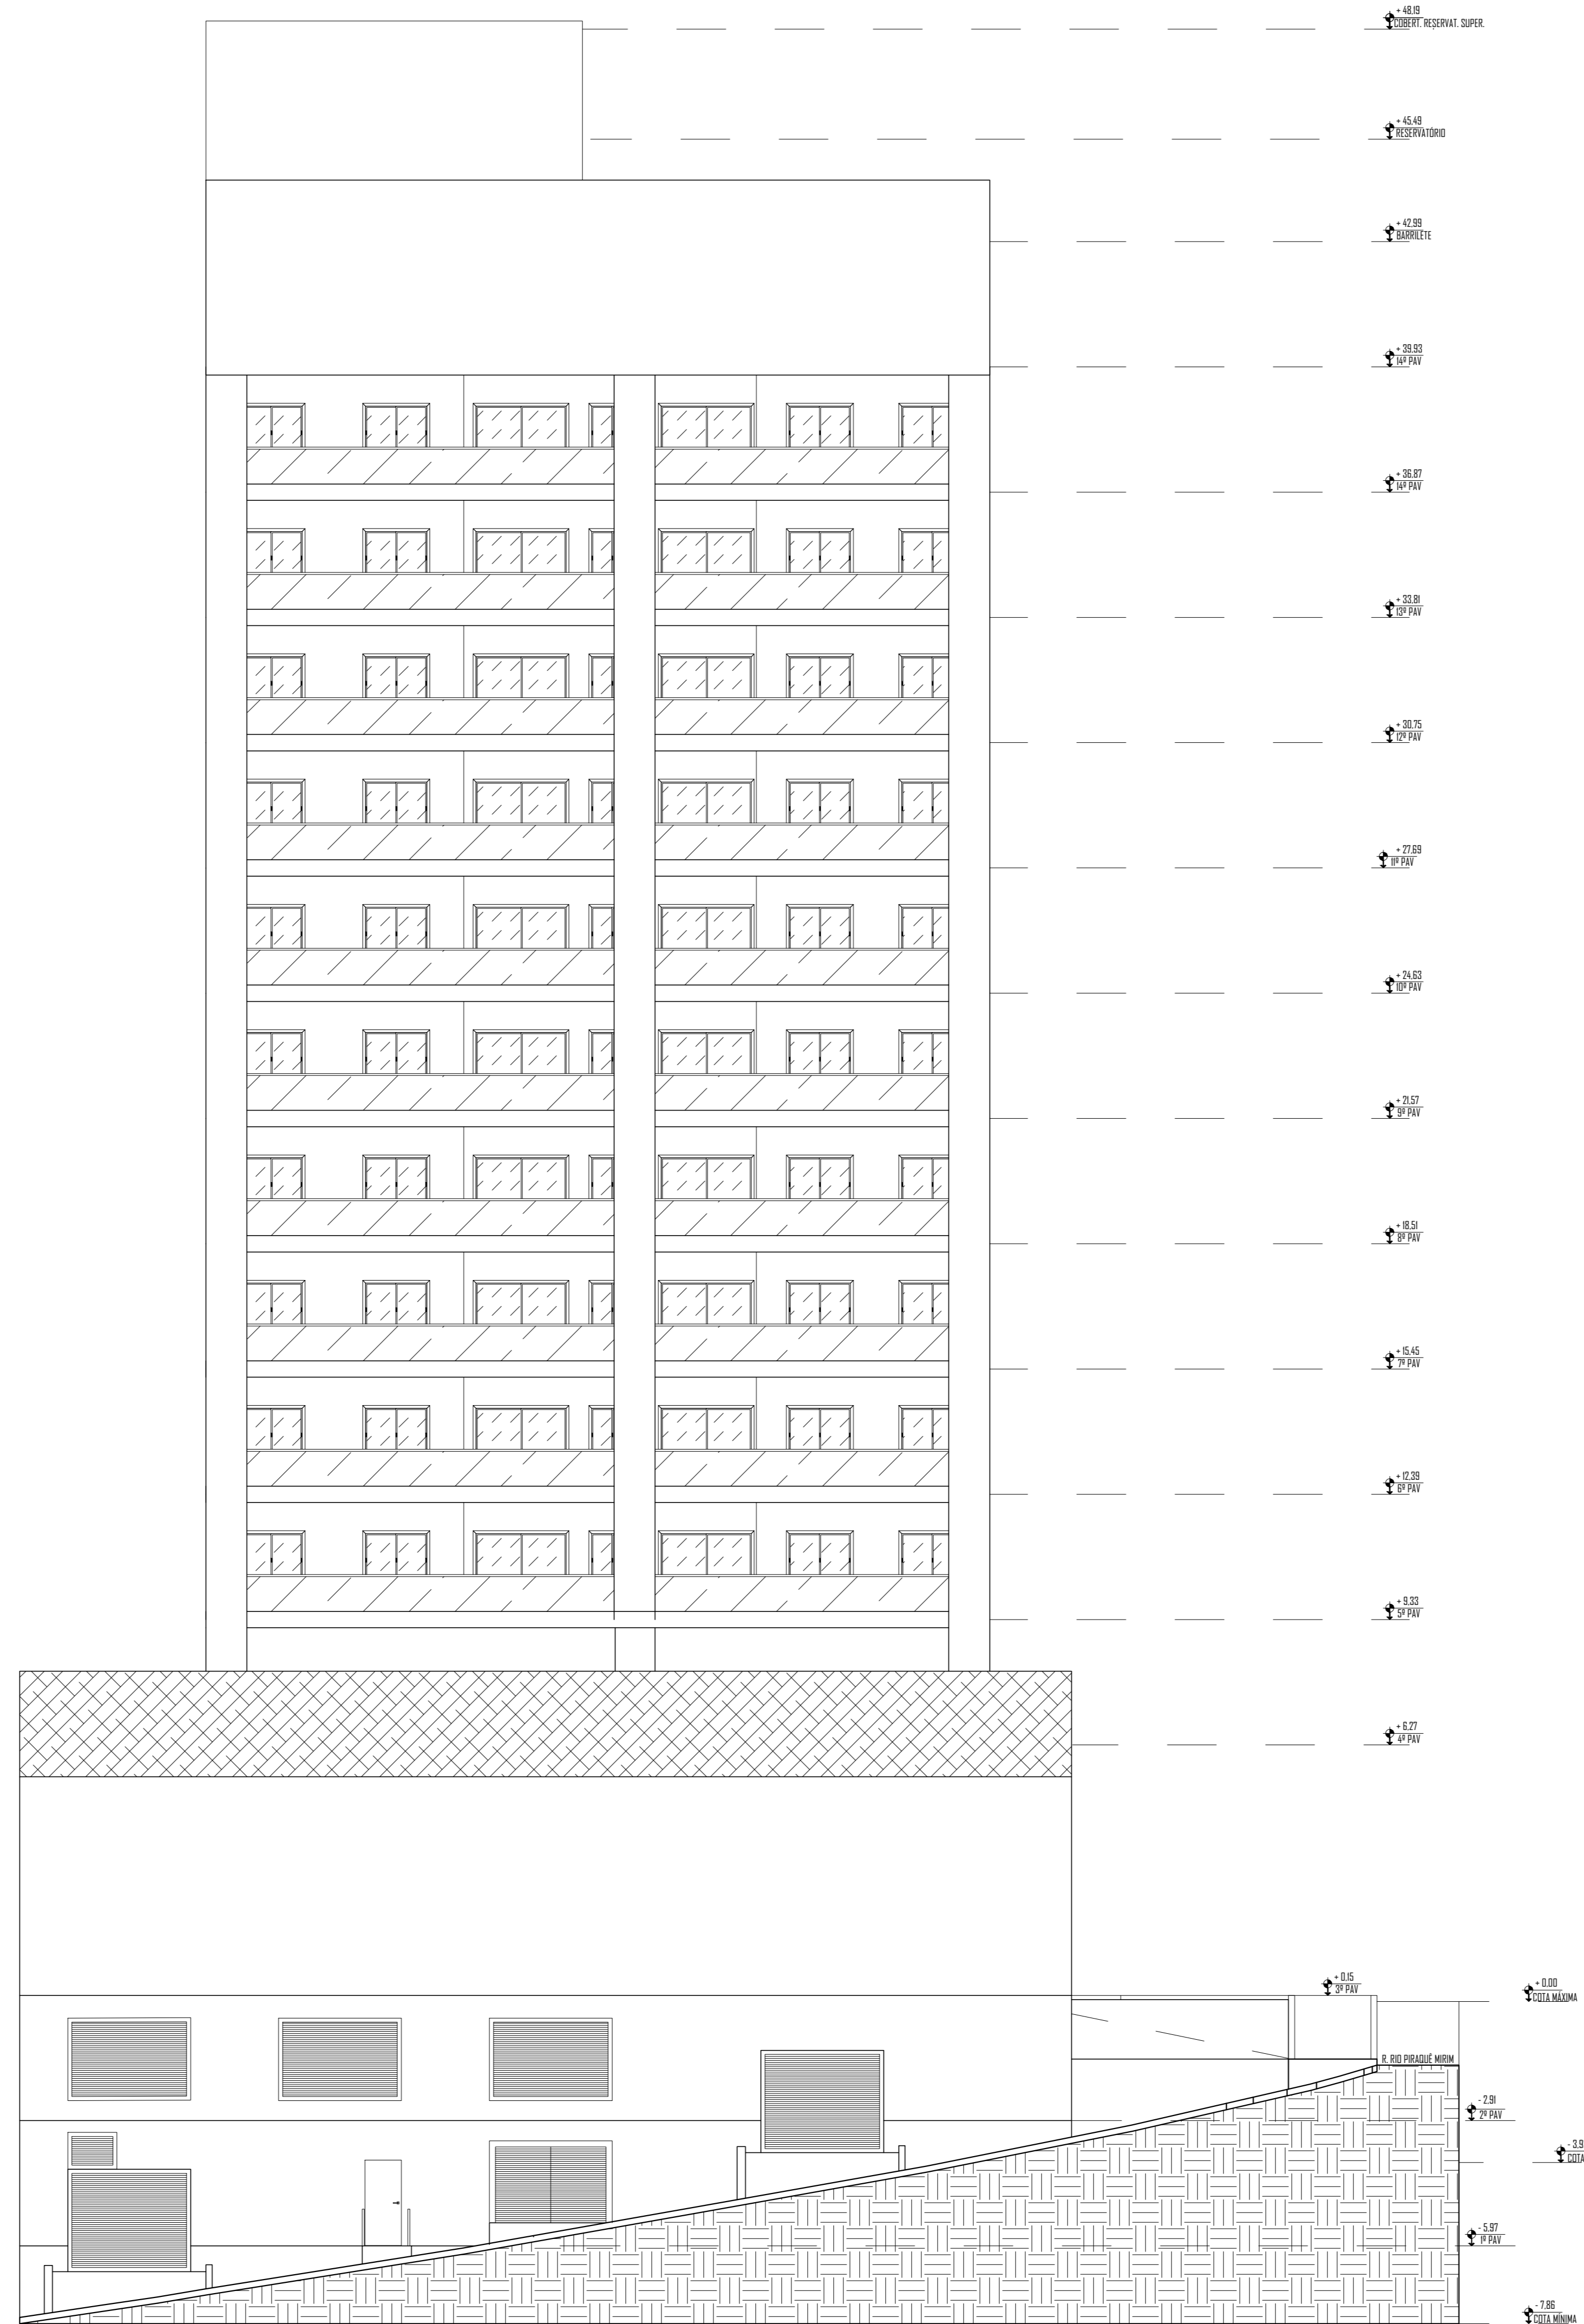 + 48.19
COBERT. RESERVAT. SUPER.
+ 45.49
RESERVATÓRIO
+ 42.99
BARRILETE
+ 39.93
14º PAV
+ 36.87
14º PAV
+ 33.81
13º PAV
+ 30.75
12º PAV
+ 27.69
11º PAV
+ 24.63
10º PAV
+ 21.57
9º PAV
+ 18.51
8º PAV
+ 15.45
7º PAV
+ 12.39
6º PAV
+ 9.33
5º PAV
+ 6.27
4º PAV
+ 0.15
3º PAV
+ 0.00
COTA MÁXIMA
R. RIO PIRAQUÊ MIRIM
- 2.91
2º PAV
- 3.9
COTA
- 5.97
1º PAV
- 7.86
COTA MÍNIMA